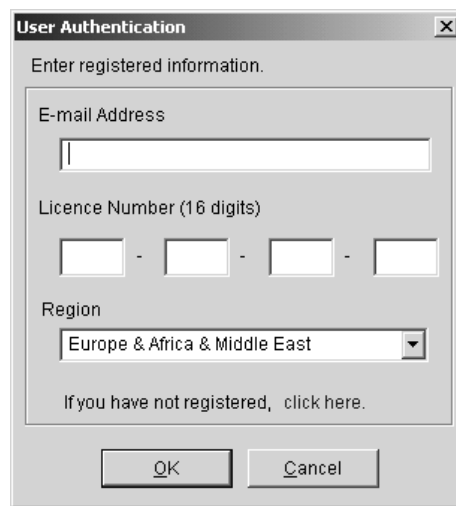 User Authentication
Enter registered information.
E-mail Address
Licence Number (16 digits)
- - -
Region
Europe & Africa & Middle East
If you have not registered, click here.
OK Cancel